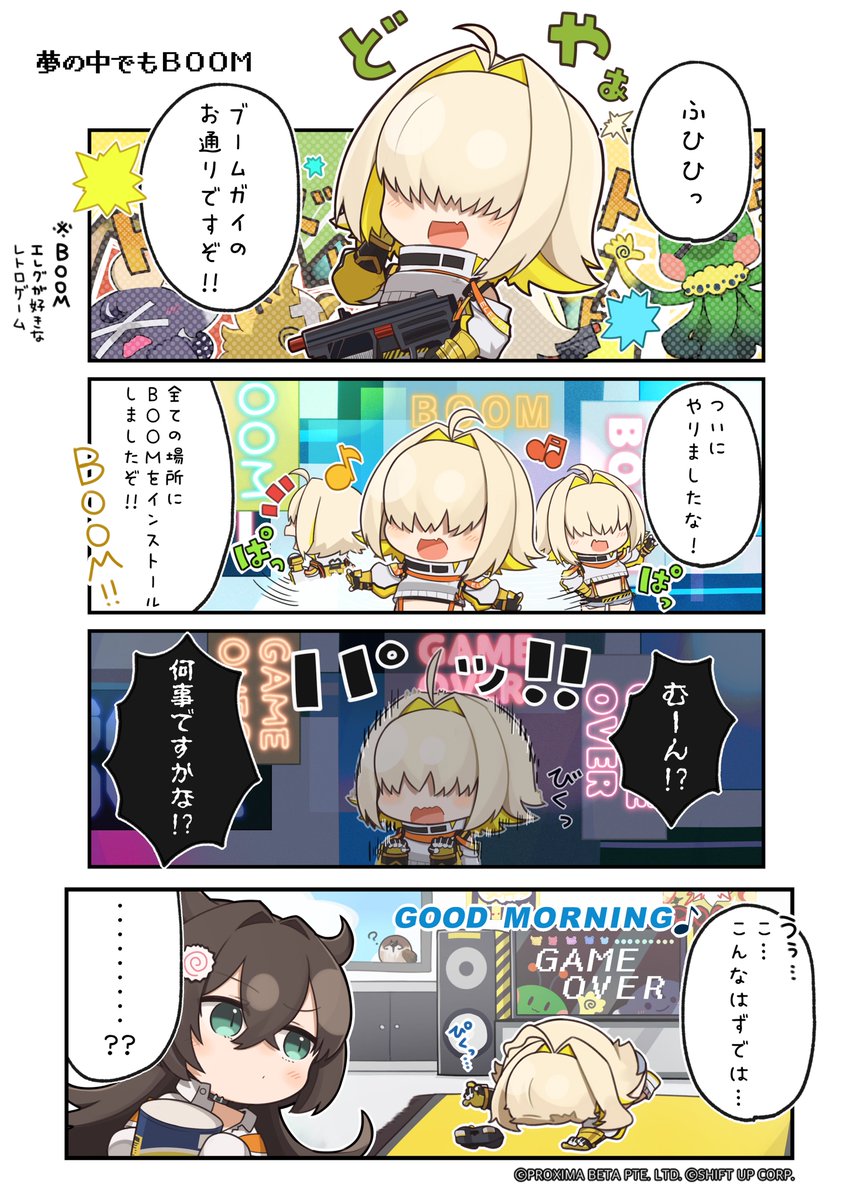 夢の中でもBOOM
どやぁ
ふひひっ
ブームガイの
お通りですぞ!!
※BOOM
エレグが好きな
レトロゲーム
ついに
やりましたな!
BOOM
BOOM
ぱっ
ぱっ
全ての場所に
BOOMをインストール
しましたぞ!!
BOOM!!
むーん!?
パッ!!
GAME
OVER
GAME
OVER
OVER
びくっ
何事ですかな!?
うぅ…
こ…
こんなはずでは…
GOOD MORNING♪
GAME
OVER
ぴくっ…
?
………??
©PROXIMA BETA PTE. LTD. ©SHIFT UP CORP.